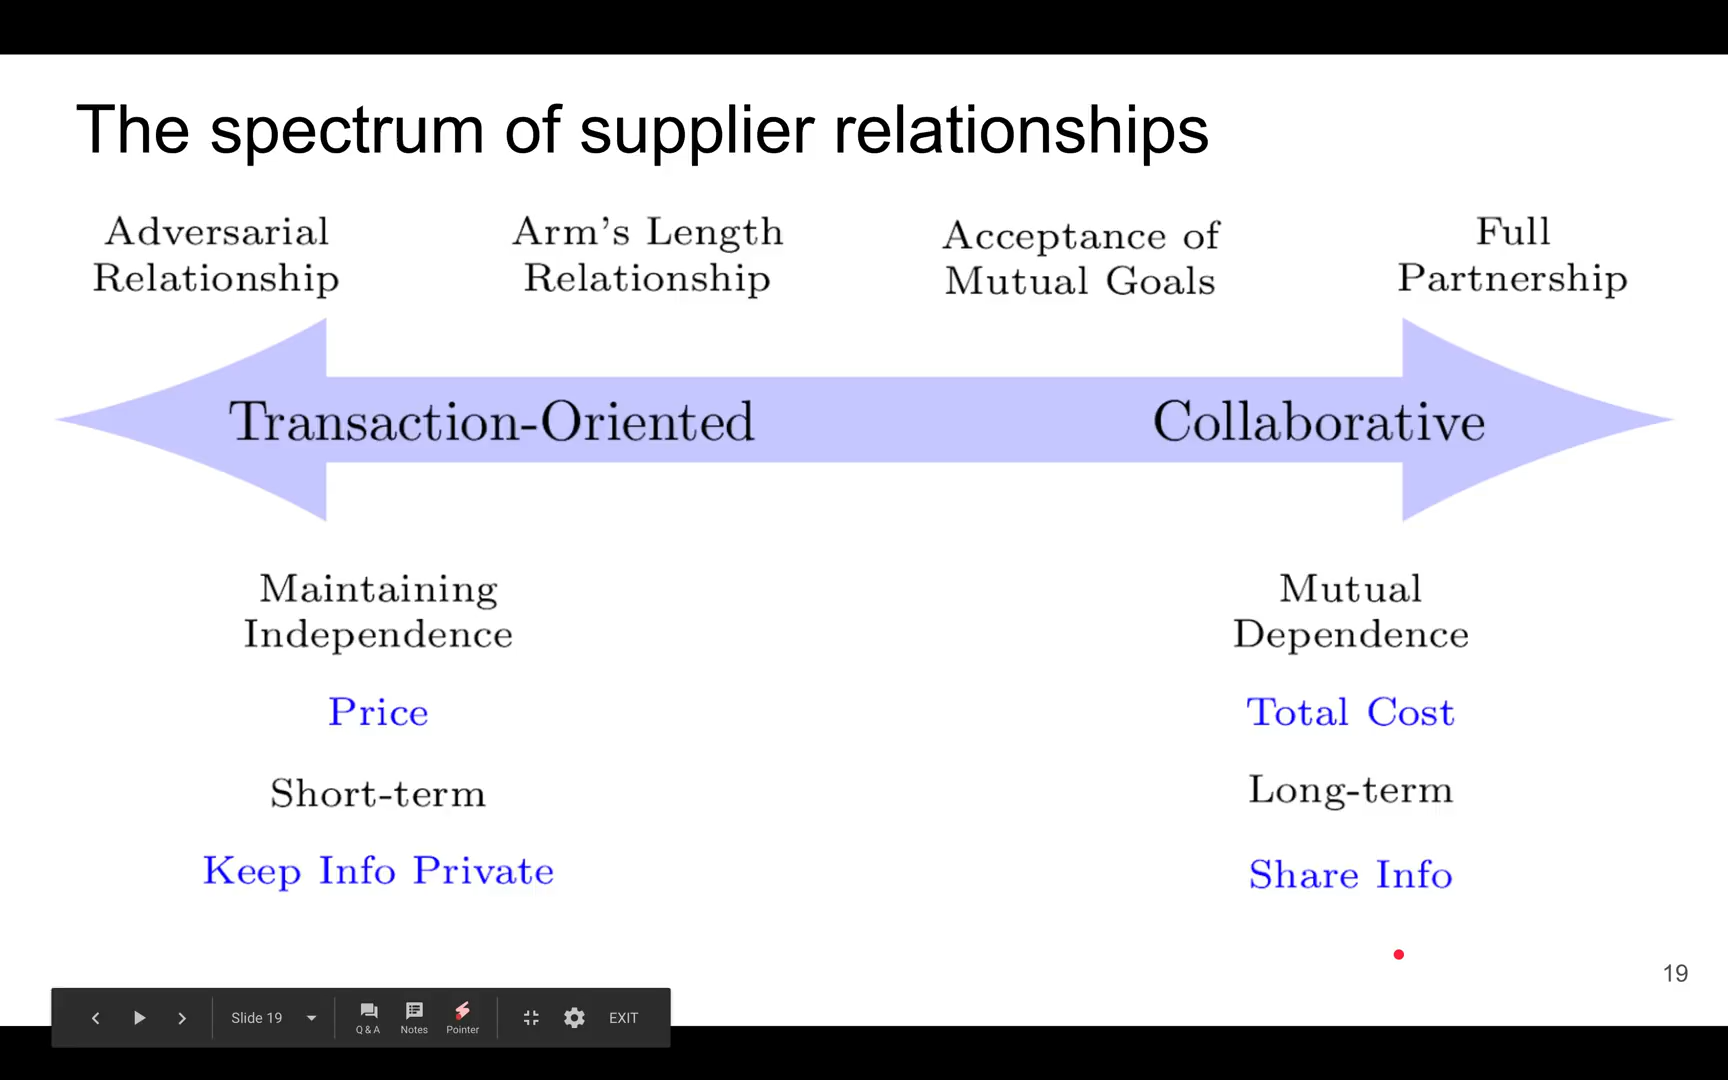 The spectrum of supplier relationships
Adversarial
Relationship
Arm's Length
Relationship
Acceptance of
Mutual Goals
Full
Partnership
Transaction-Oriented
Collaborative
Maintaining
Independence
Price
Short-term
Keep Info Private
Mutual
Dependence
Total Cost
Long-term
Share Info
19
Slide 19
Q & A
Notes
Pointer
EXIT